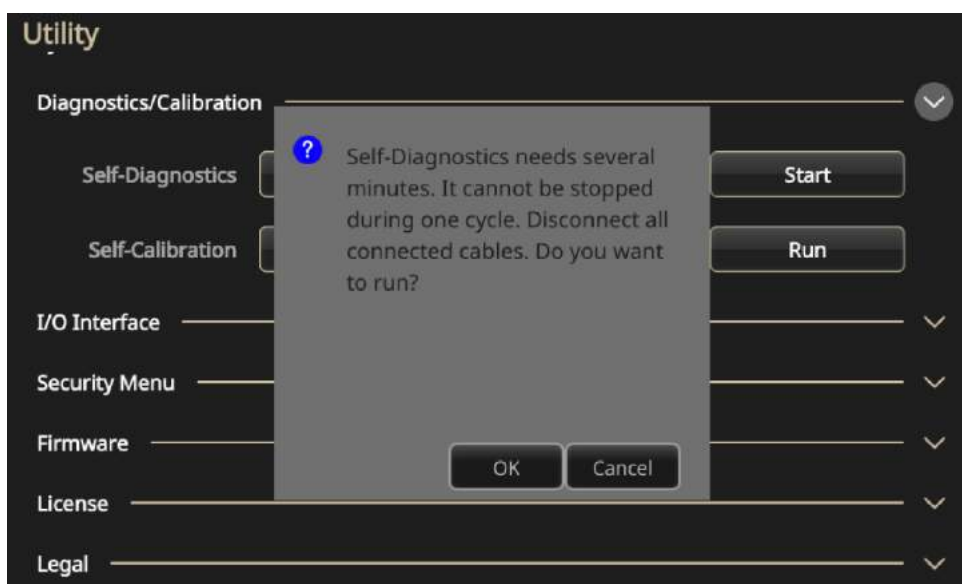 Utility
Diagnostics/Calibration
?
Self-Diagnostics needs several
minutes. It cannot be stopped
during one cycle. Disconnect all
connected cables. Do you want
to run?
Self-Diagnostics
Start
Self-Calibration
Run
I/O Interface
Security Menu
Firmware
OK
Cancel
License
Legal